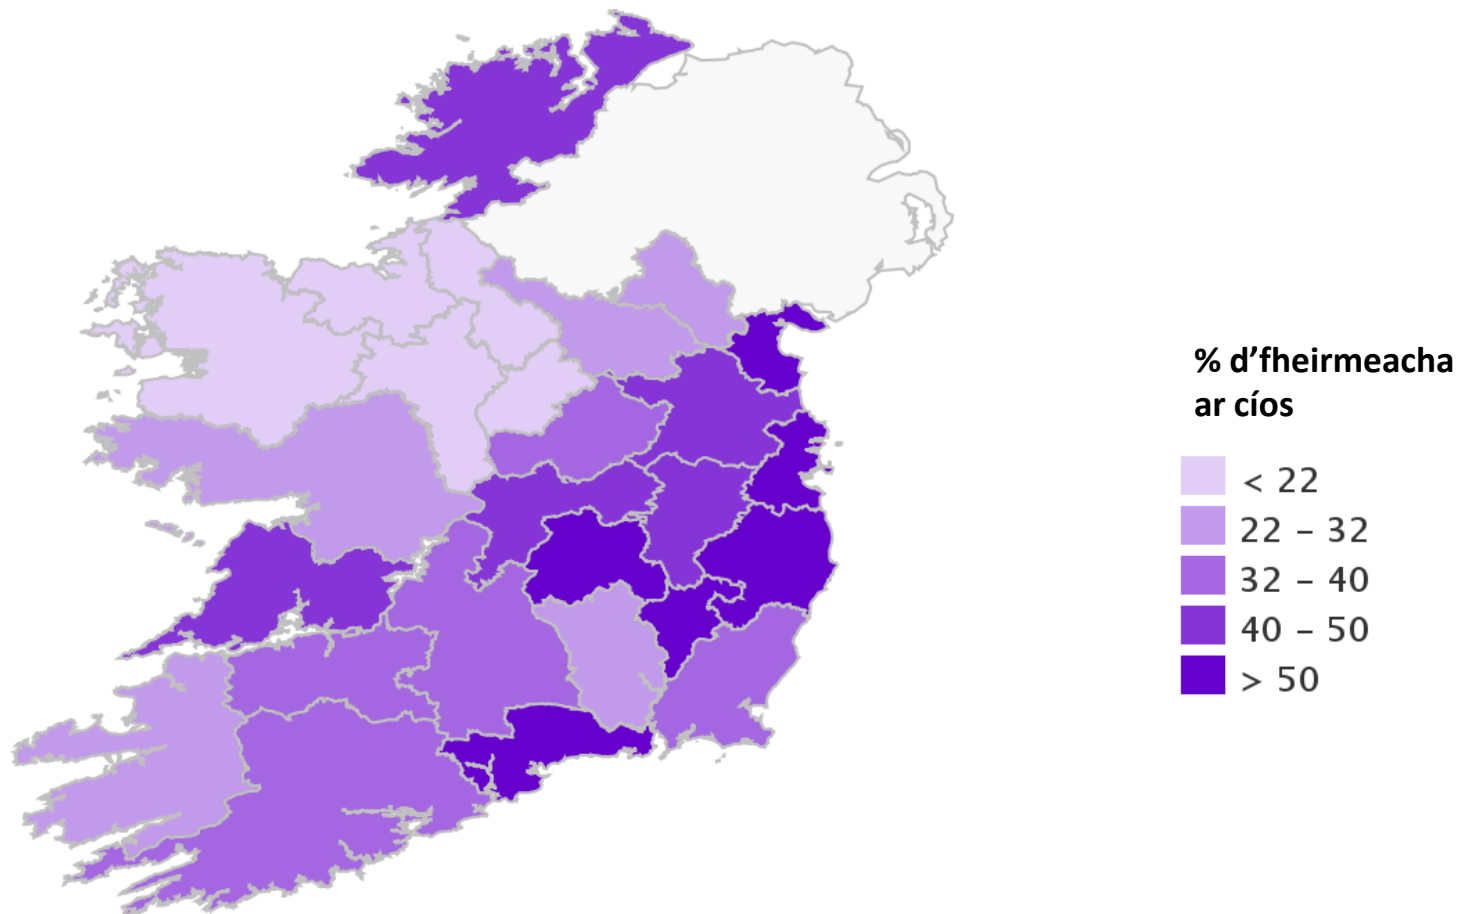 % d’fheirmeacha
ar cíos
< 22
22 – 32
32 – 40
40 – 50
> 50